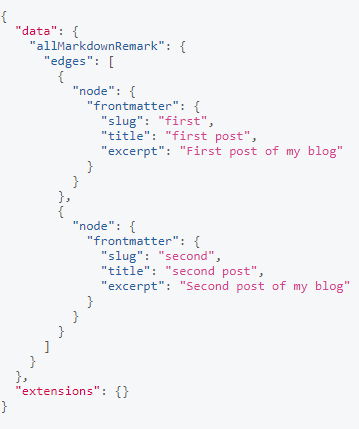 {
  "data": {
    "allMarkdownRemark": {
      "edges": [
        {
          "node": {
            "frontmatter": {
              "slug": "first",
              "title": "first post",
              "excerpt": "First post of my blog"
            }
          }
        },
        {
          "node": {
            "frontmatter": {
              "slug": "second",
              "title": "second post",
              "excerpt": "Second post of my blog"
            }
          }
        }
      ]
    }
  },
  "extensions": {}
}